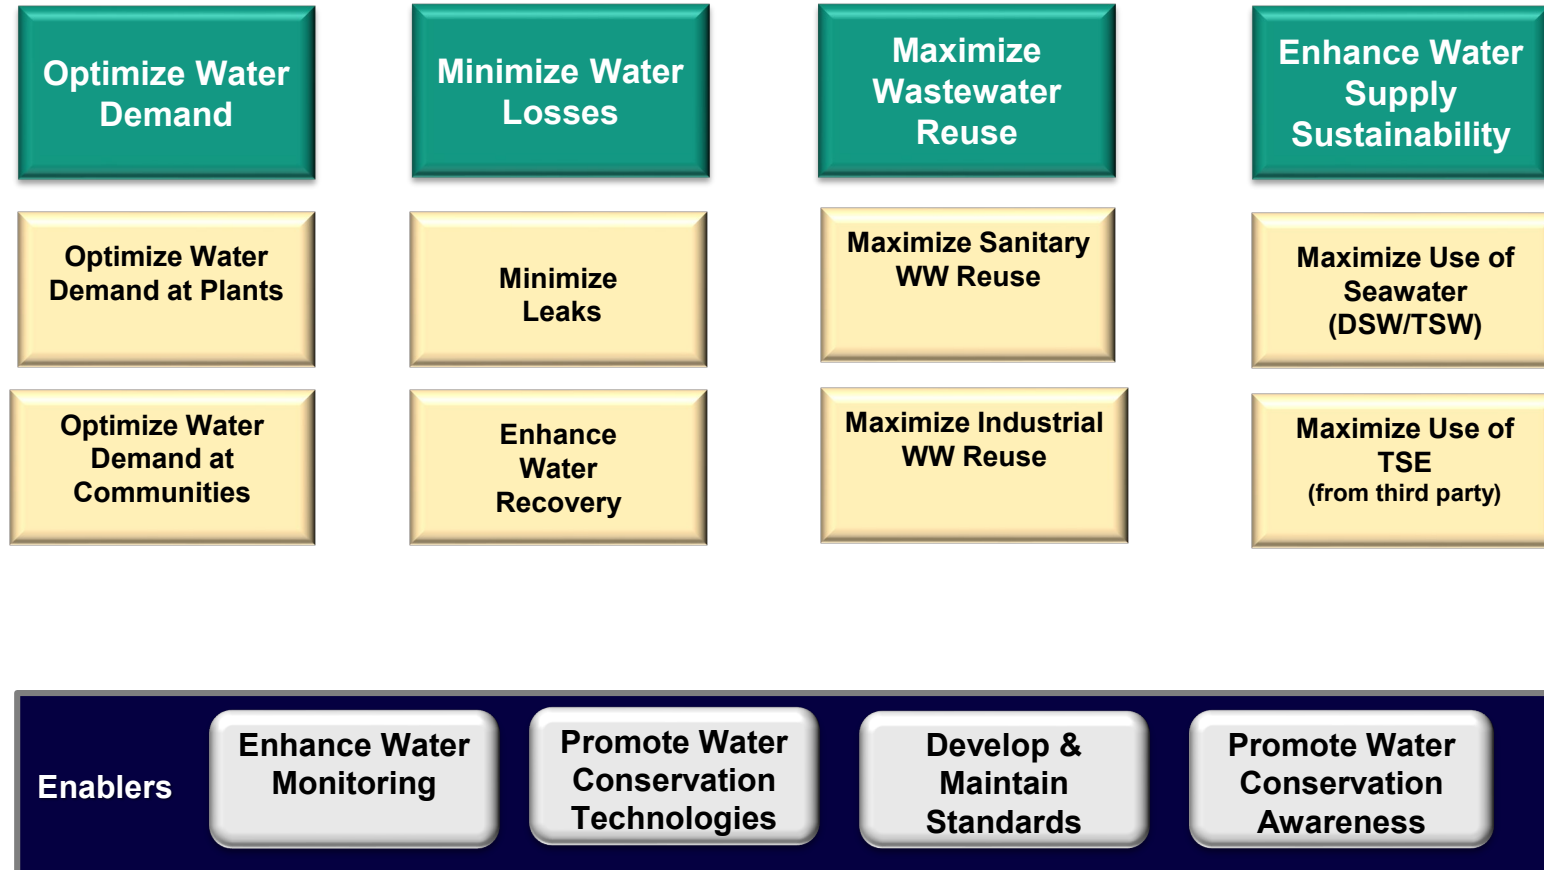 Optimize Water
Demand
Minimize Water
Losses
Maximize
Wastewater
Reuse
Enhance Water
Supply
Sustainability
Optimize Water
Demand at Plants
Minimize
Leaks
Maximize Sanitary
WW Reuse
Maximize Use of
Seawater
(DSW/TSW)
Optimize Water
Demand at
Communities
Enhance
Water
Recovery
Maximize Industrial
WW Reuse
Maximize Use of
TSE
(from third party)
Enablers
Enhance Water
Monitoring
Promote Water
Conservation
Technologies
Develop &
Maintain
Standards
Promote Water
Conservation
Awareness